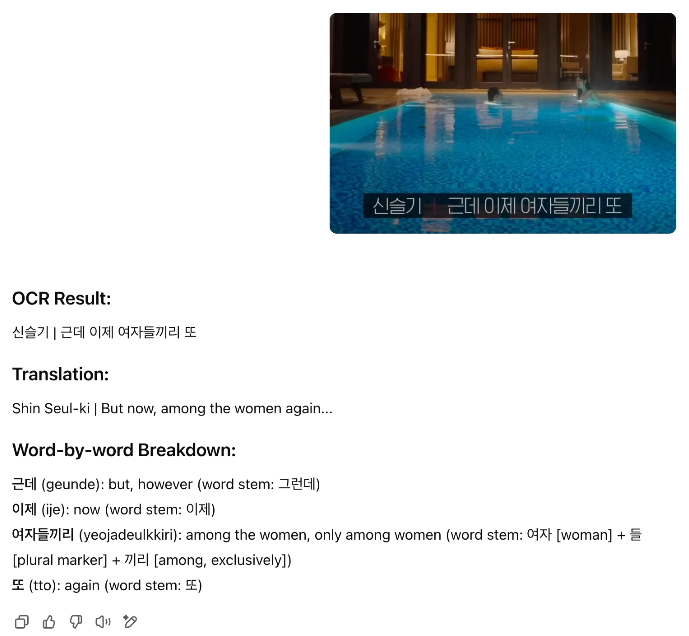 신슬기 | 근데 이제 여자들끼리 또
OCR Result:
신슬기 | 근데 이제 여자들끼리 또
Translation:
Shin Seul-ki | But now, among the women again...
Word-by-word Breakdown:
근데 (geunde): but, however (word stem: 그런데)
이제 (ije): now (word stem: 이제)
여자들끼리 (yeojadeulkkiri): among the women, only among women (word stem: 여자 [woman] + 들
[plural marker] + 끼리 [among, exclusively])
또 (tto): again (word stem: 또)